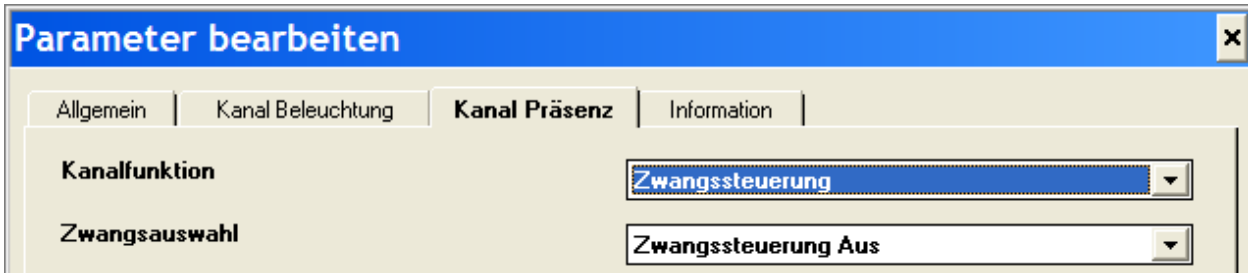 Parameter bearbeiten
Allgemein Kanal Beleuchtung Kanal Präsenz Information
Kanalfunktion Zwangssteuerung
Zwangsauswahl Zwangssteuerung Aus